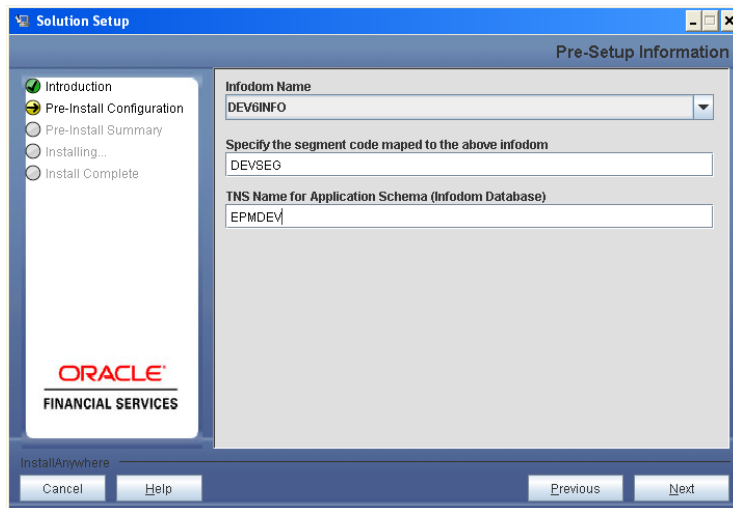 Solution Setup
Pre-Setup Information
Introduction
Pre-Install Configuration
Pre-Install Summary
Installing...
Install Complete
ORACLE
FINANCIAL SERVICES
Infodom Name
DEV6INFO
Specify the segment code maped to the above infodom
DEVSEG
TNS Name for Application Schema (Infodom Database)
EPMDEV
InstallAnywhere
Cancel
Help
Previous
Next